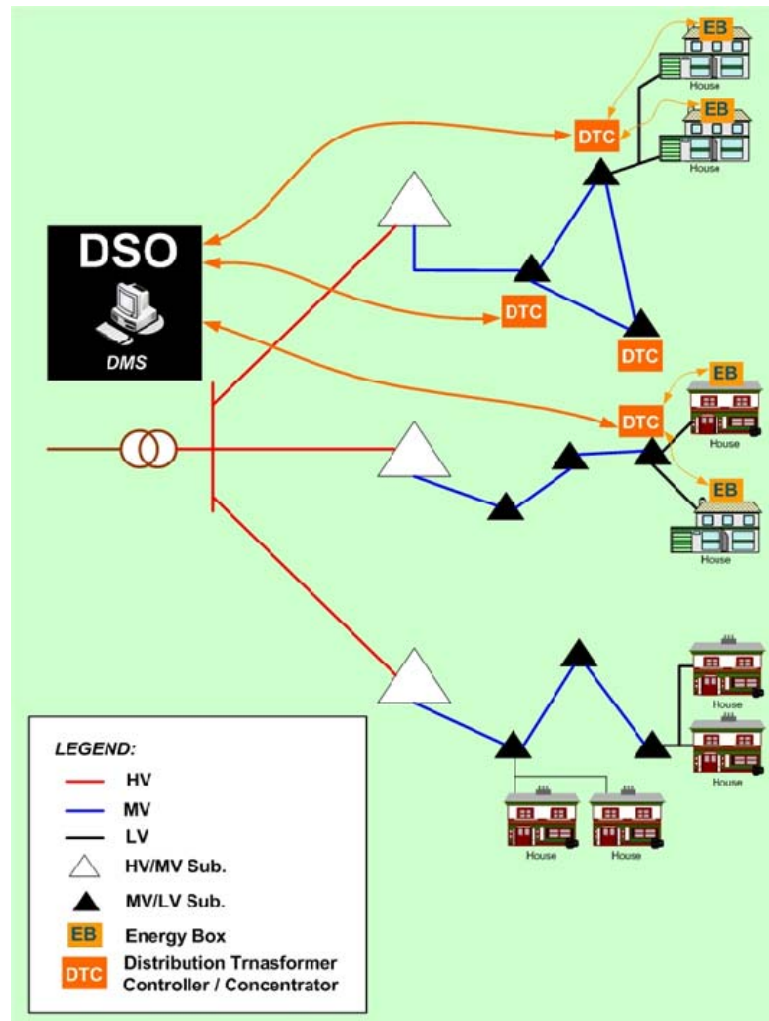 EB
House
EB
DTC
House
DSO
DMS
DTC
DTC
EB
DTC
House
EB
House
House
House
House
House
LEGEND:
HV
MV
LV
HV/MV Sub.
MV/LV Sub.
EB Energy Box
DTC Distribution Trnasformer
Controller / Concentrator